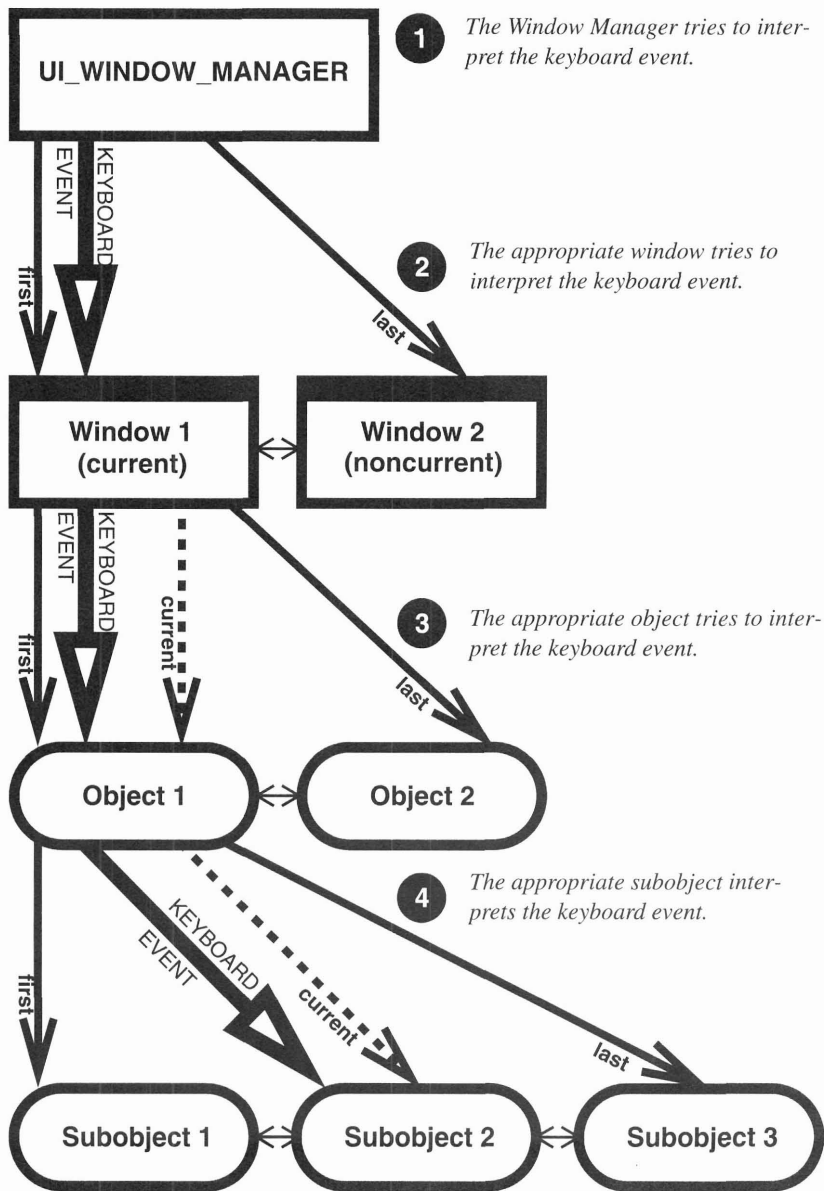 UI_WINDOW_MANAGER
1
The Window Manager tries to inter-
pret the keyboard event.
first
KEYBOARD
EVENT
last
2
The appropriate window tries to
interpret the keyboard event.
Window 1
(current)
Window 2
(noncurrent)
first
KEYBOARD
EVENT
current
last
3
The appropriate object tries to inter-
pret the keyboard event.
Object 1
Object 2
first
KEYBOARD
EVENT
current
last
4
The appropriate subobject inter-
prets the keyboard event.
Subobject 1
Subobject 2
Subobject 3